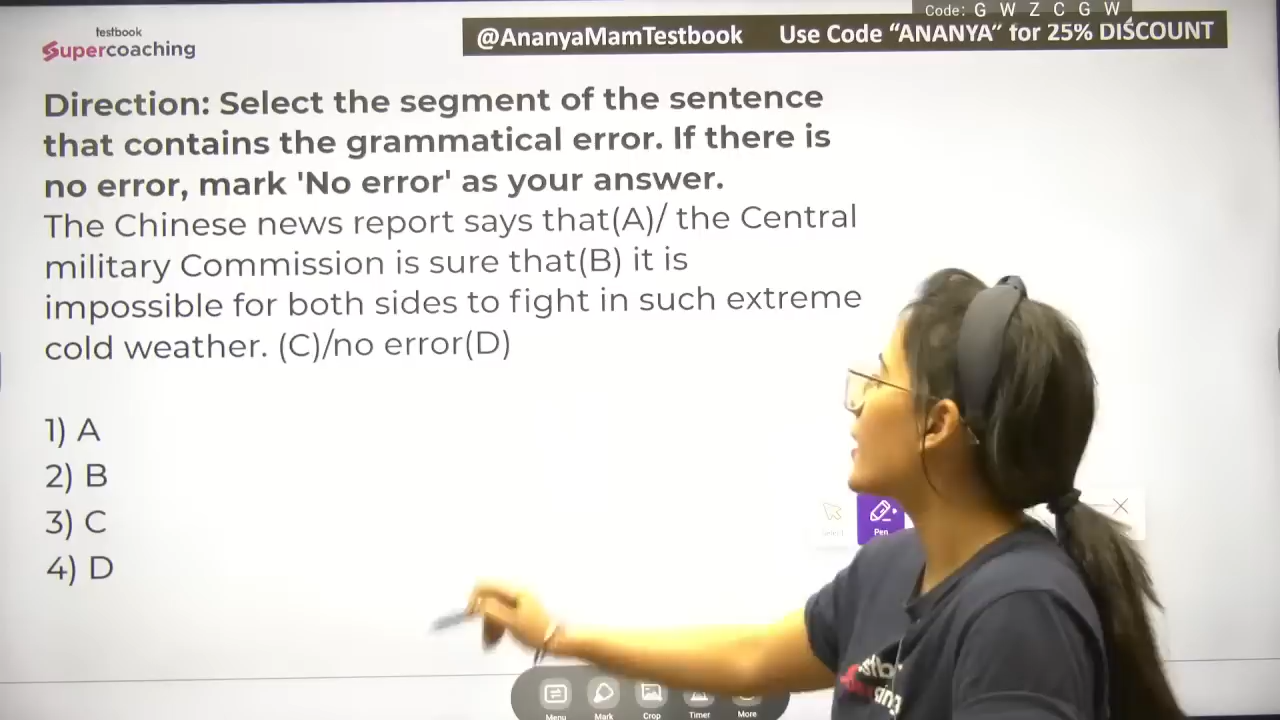 Code: G W Z C G W
testbook
Supercoaching
@AnanyaMamTestbook Use Code “ANANYA” for 25% DISCOUNT
Direction: Select the segment of the sentence
that contains the grammatical error. If there is
no error, mark 'No error' as your answer.
The Chinese news report says that(A)/ the Central
military Commission is sure that(B) it is
impossible for both sides to fight in such extreme
cold weather. (C)/no error(D)
1) A
2) B
3) C
4) D
Select
Pen
Menu Mark Crop Timer More